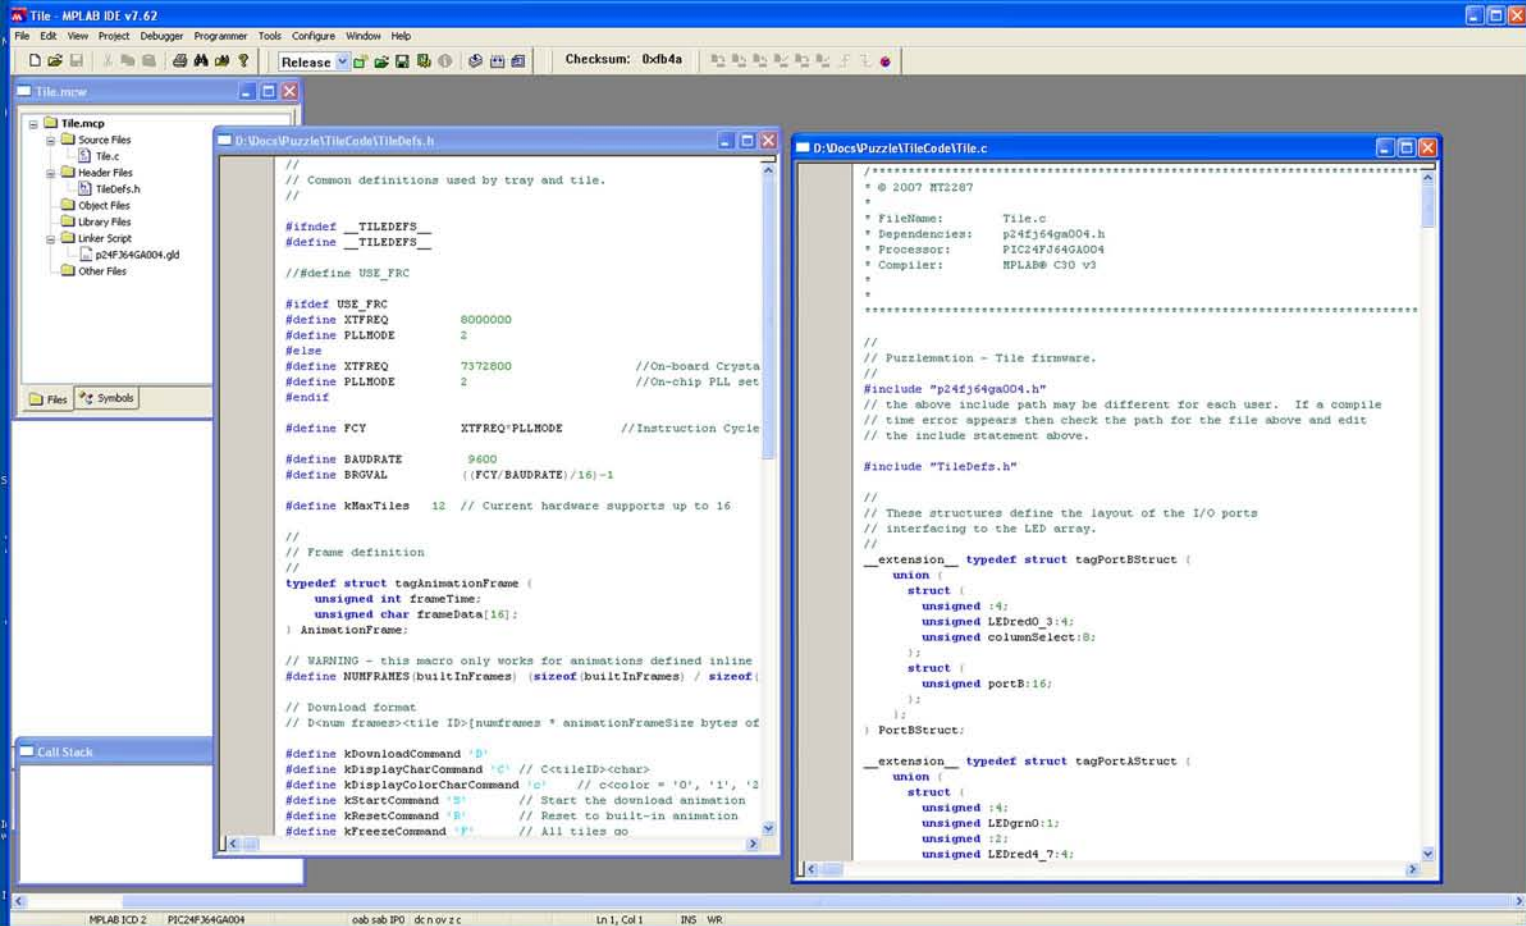 Tile - MPLAB IDE v7.62
File Edit View Project Debugger Programmer Tools Configure Window Help
Release Checksum: 0xfb4a
Tile.mcw
Tile.mcp
Source Files
Tile.c
Header Files
TileDefs.h
Object Files
Library Files
Linker Script
p24FJ64GA004.gld
Other Files
Files Symbols
Call Stack
D:\Docs\Puzzle\TileCode\TileDefs.h
//
// Common definitions used by tray and tile.
//
#ifndef __TILEDEFS__
#define __TILEDEFS__
//#define USE_FRC
#ifdef USE_FRC
#define XTFREQ 8000000
#define PLLMODE 2
#else
#define XTFREQ 7372800 //On-board Crysta
#define PLLMODE 2 //On-chip PLL set
#endif
#define FCY XTFREQ*PLLMODE //Instruction Cycle
#define BAUDRATE 9600
#define BRGVAL ((FCY/BAUDRATE)/16)-1
#define kMaxTiles 12 // Current hardware supports up to 16
//
// Frame definition
//
typedef struct tagAnimationFrame {
unsigned int frameTime;
unsigned char frameData[16];
} AnimationFrame;
// WARNING - this macro only works for animations defined inline
#define NUMFRAMES(builtInFrames) (sizeof(builtInFrames) / sizeof(
// Download format
// D<num frames><tile ID>[numframes * animationFrameSize bytes of
#define kDownloadCommand 'D'
#define kDisplayCharCommand 'C' // C<tileID><char>
#define kDisplayColorCharCommand 'c' // c<color = '0', '1', '2
#define kStartCommand 'S' // Start the download animation
#define kResetCommand 'R' // Reset to built-in animation
#define kFreezeCommand 'F' // All tiles go
D:\Docs\Puzzle\TileCode\Tile.c
/****************************************************************************
* © 2007 MT2287
*
* FileName: Tile.c
* Dependencies: p24fj64ga004.h
* Processor: PIC24FJ64GA004
* Compiler: MPLAB® C30 v3
*
*
****************************************************************************
//
// Puzzlemation - Tile firmware.
//
#include "p24fj64ga004.h"
// the above include path may be different for each user. If a compile
// time error appears then check the path for the file above and edit
// the include statement above.
#include "TileDefs.h"
//
// These structures define the layout of the I/O ports
// interfacing to the LED array.
//
__extension__ typedef struct tagPortBStruct {
union {
struct {
unsigned :4;
unsigned LEDred0_3:4;
unsigned columnSelect:8;
};
struct {
unsigned portB:16;
};
};
} PortBStruct;
__extension__ typedef struct tagPortAStruct {
union {
struct {
unsigned :4;
unsigned LEDgrn0:1;
unsigned :2;
unsigned LEDred4_7:4;
MPLAB ICD 2 PIC24FJ64GA004 oab sab IP0 dc n ov z c Ln 1, Col 1 INS WR